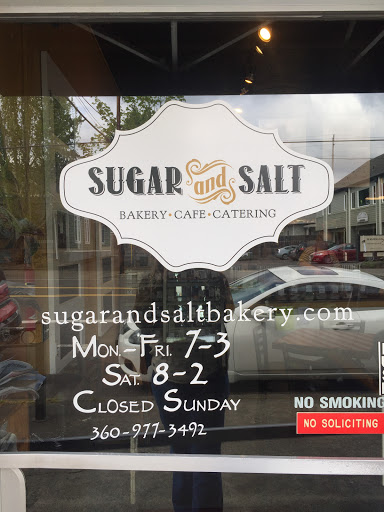 SUGAR and SALT
BAKERY • CAFE • CATERING
sugarandsaltbakery.com
MON.-FRI. 7-3
SAT. 8-2
CLOSED SUNDAY
360-977-3492
NO SMOKING
NO SOLICITING